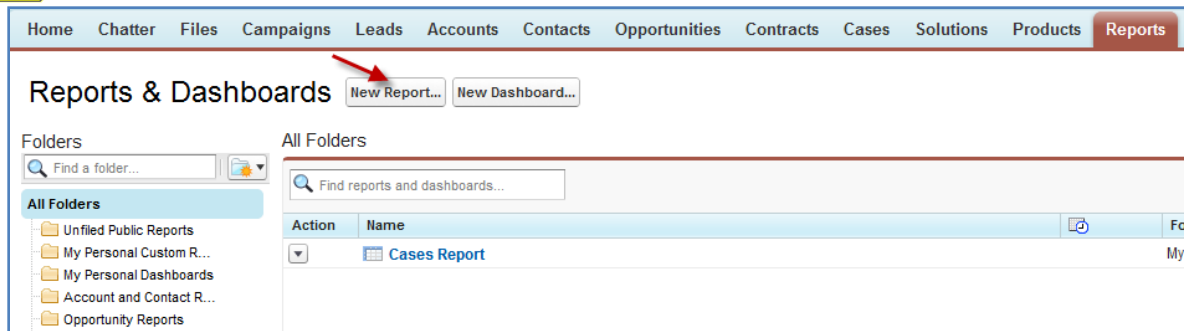 Home Chatter Files Campaigns Leads Accounts Contacts Opportunities Contracts Cases Solutions Products Reports
Reports & Dashboards New Report... New Dashboard...
Folders
Find a folder...
All Folders
Unfiled Public Reports
My Personal Custom R...
My Personal Dashboards
Account and Contact R...
Opportunity Reports
All Folders
Find reports and dashboards...
Action Name Fo
Cases Report My